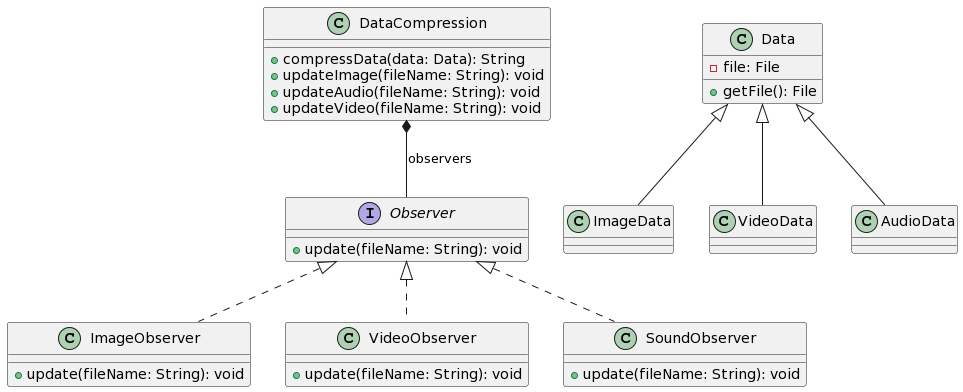 C DataCompression
compressData(data: Data): String
updateImage(fileName: String): void
updateAudio(fileName: String): void
updateVideo(fileName: String): void
C Data
file: File
getFile(): File
observers
I Observer
update(fileName: String): void
C ImageData
C VideoData
C AudioData
C ImageObserver
update(fileName: String): void
C VideoObserver
update(fileName: String): void
C SoundObserver
update(fileName: String): void